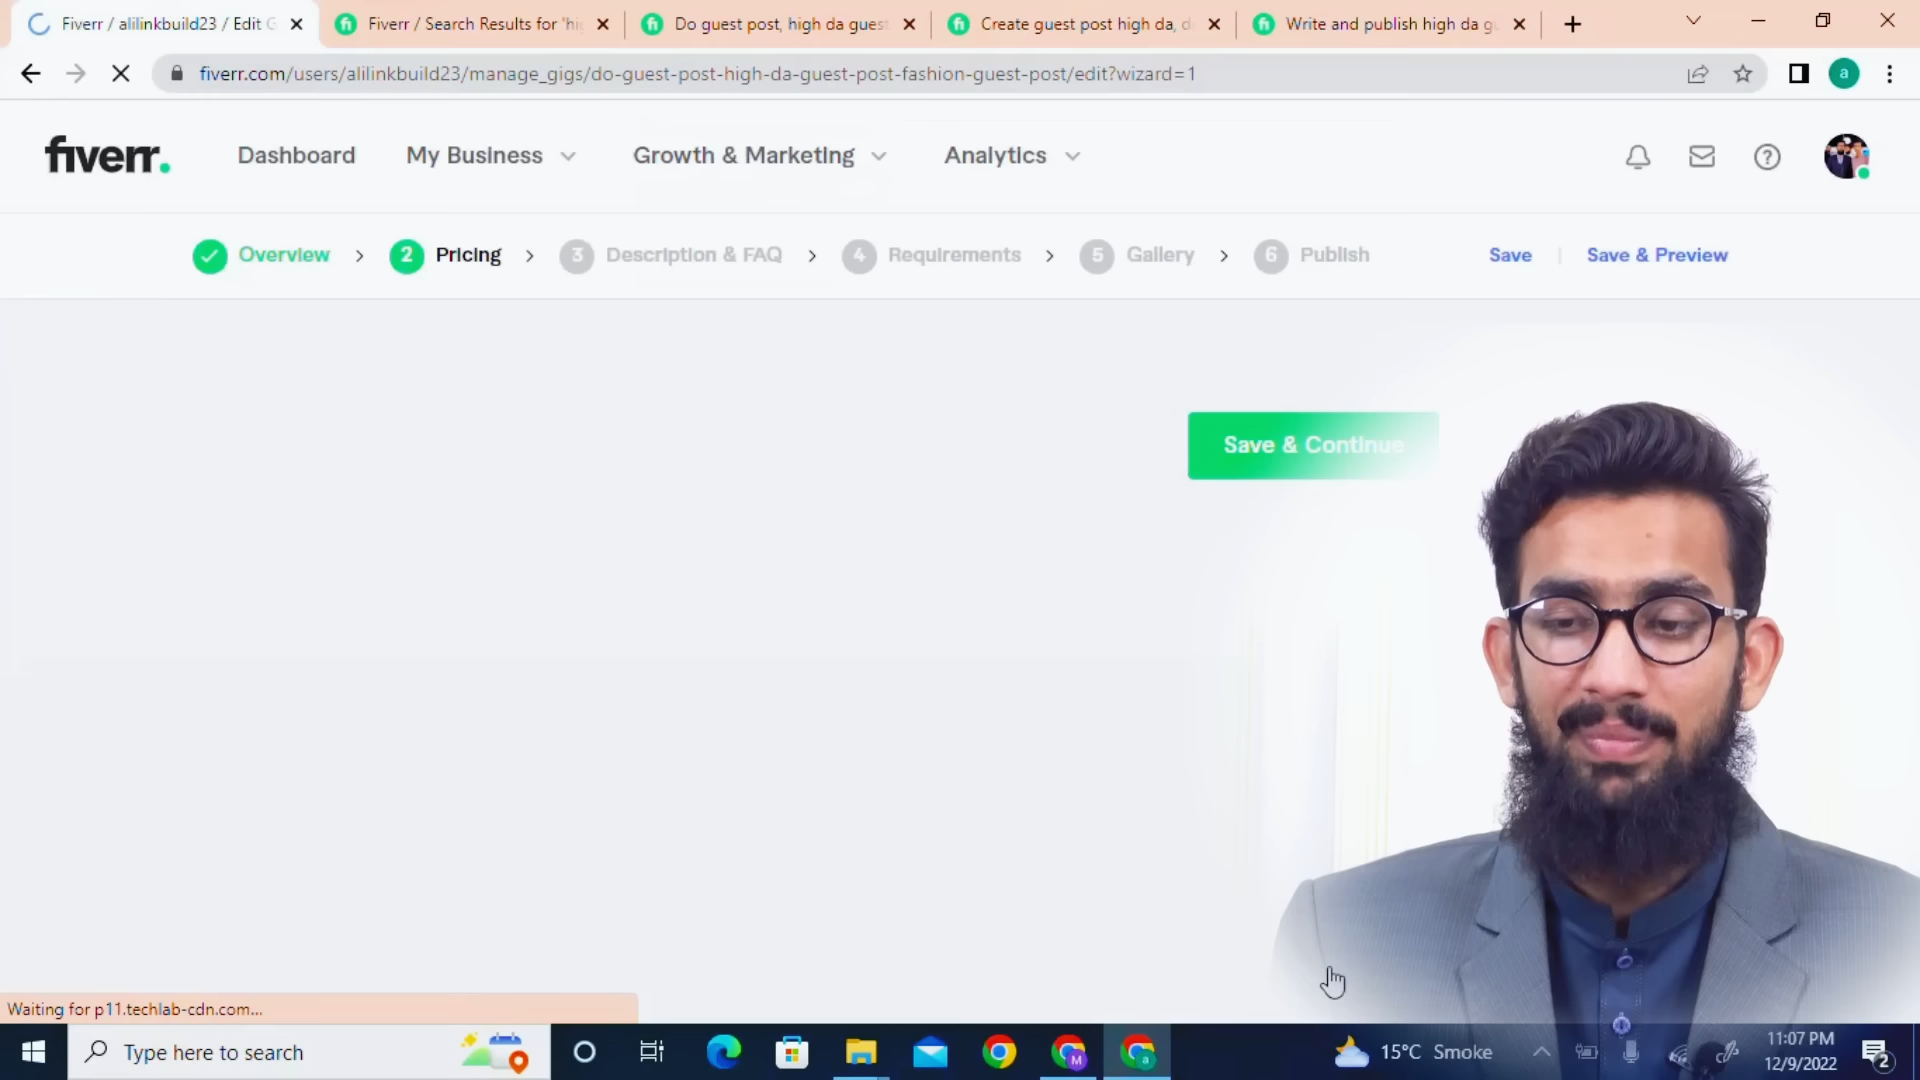 Fiverr / alilinkbuild23 / Edit G
Fiverr / Search Results for 'hi
Do guest post, high da gues
Create guest post high da, d
Write and publish high da g
fiverr.com/users/alilinkbuild23/manage_gigs/do-guest-post-high-da-guest-post-fashion-guest-post/edit?wizard=1
a
fiverr.
Dashboard
My Business
Growth & Marketing
Analytics
Overview
2 Pricing
3 Description & FAQ
4 Requirements
5 Gallery
6 Publish
Save
Save & Preview
Save & Continue
Waiting for p11.techlab-cdn.com...
Type here to search
M
a
15°C Smoke
11:07 PM
12/9/2022
2